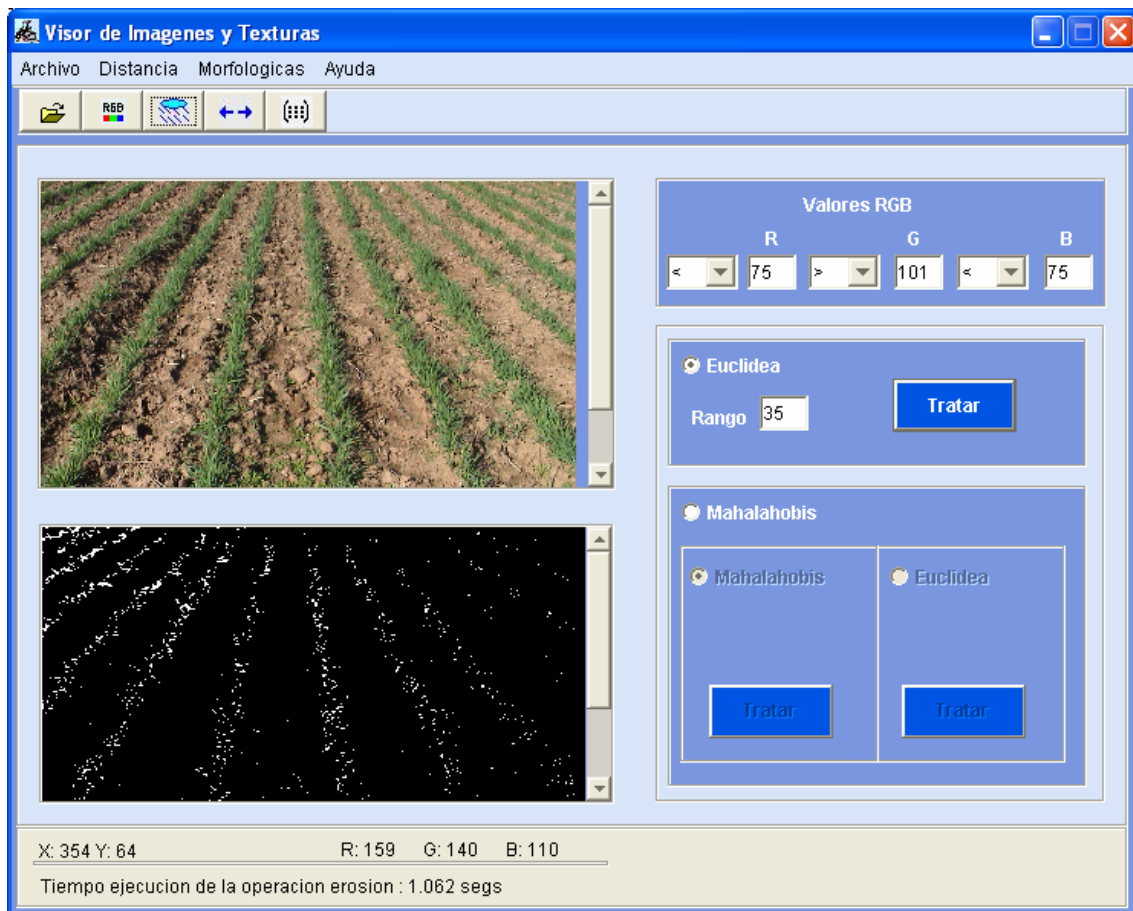 Visor de Imagenes y Texturas
Archivo Distancia Morfologicas Ayuda
RGB
Valores RGB
R G B
< 75 > 101 < 75
Euclidea
Rango 35 Tratar
Mahalahobis
Mahalahobis Euclidea
Tratar Tratar
X: 354 Y: 64 R: 159 G: 140 B: 110
Tiempo ejecucion de la operacion erosion : 1.062 segs